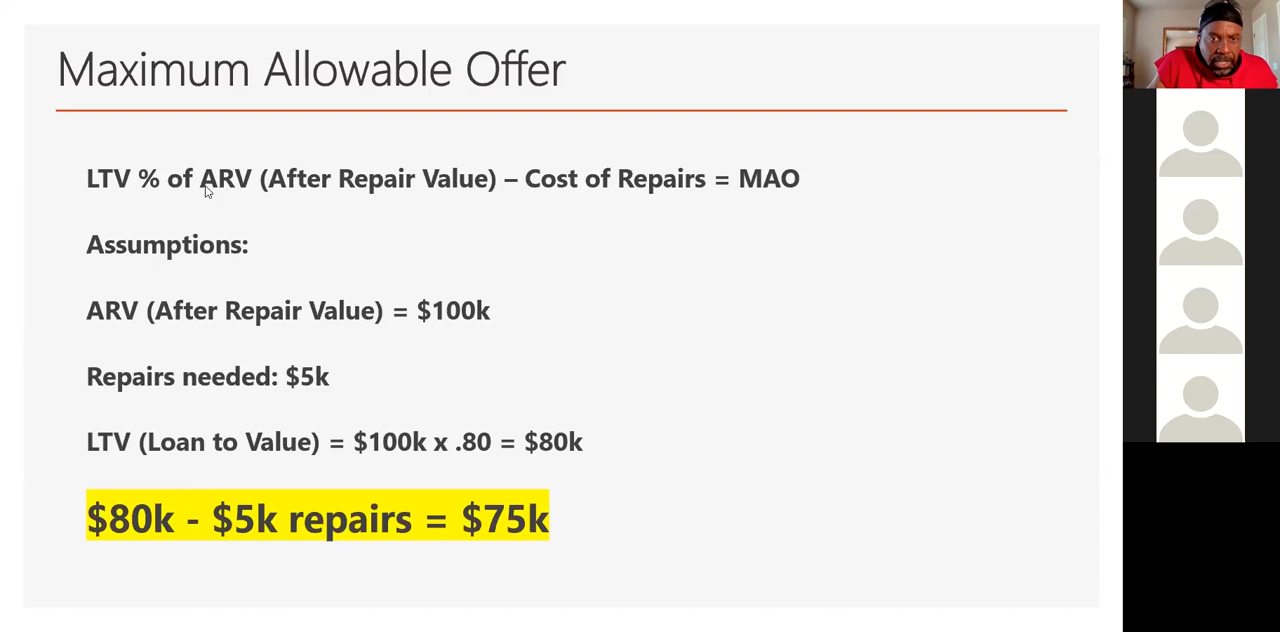 Maximum Allowable Offer
LTV % of ARV (After Repair Value) – Cost of Repairs = MAO
Assumptions:
ARV (After Repair Value) = $100k
Repairs needed: $5k
LTV (Loan to Value) = $100k x .80 = $80k
$80k - $5k repairs = $75k